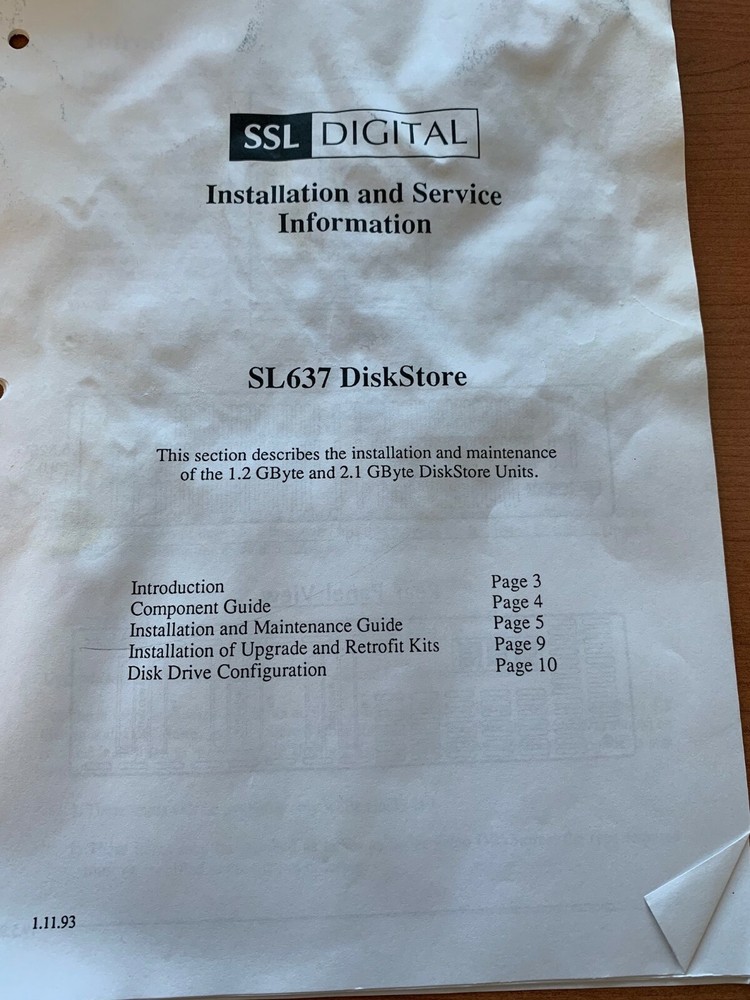 SSL DIGITAL
Installation and Service
Information
SL637 DiskStore
This section describes the installation and maintenance
of the 1.2 GByte and 2.1 GByte DiskStore Units.
Introduction Page 3
Component Guide Page 4
Installation and Maintenance Guide Page 5
Installation of Upgrade and Retrofit Kits Page 9
Disk Drive Configuration Page 10
1.11.93